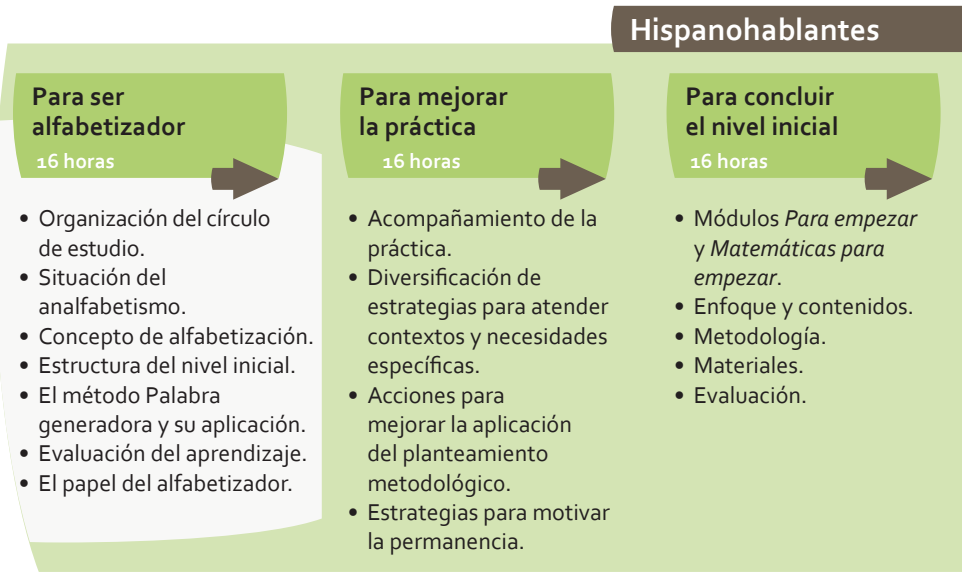 Hispanohablantes
Para ser
alfabetizador
16 horas
• Organización del círculo
de estudio.
• Situación del
analfabetismo.
• Concepto de alfabetización.
• Estructura del nivel inicial.
• El método Palabra
generadora y su aplicación.
• Evaluación del aprendizaje.
• El papel del alfabetizador.
Para mejorar
la práctica
16 horas
• Acompañamiento de la
práctica.
• Diversificación de
estrategias para atender
contextos y necesidades
específicas.
• Acciones para
mejorar la aplicación
del planteamiento
metodológico.
• Estrategias para motivar
la permanencia.
Para concluir
el nivel inicial
16 horas
• Módulos Para empezar
y Matemáticas para
empezar.
• Enfoque y contenidos.
• Metodología.
• Materiales.
• Evaluación.